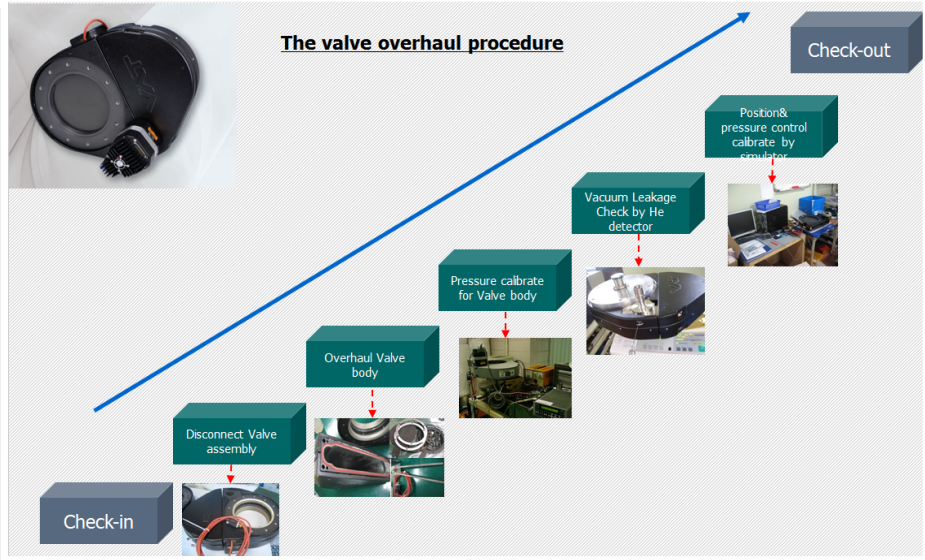 The valve overhaul procedure
Check-out
Position&
pressure control
calibrate by
simulator
Vacuum Leakage
Check by He
detector
Pressure calibrate
for Valve body
Overhaul Valve
body
Disconnect Valve
assembly
Check-in